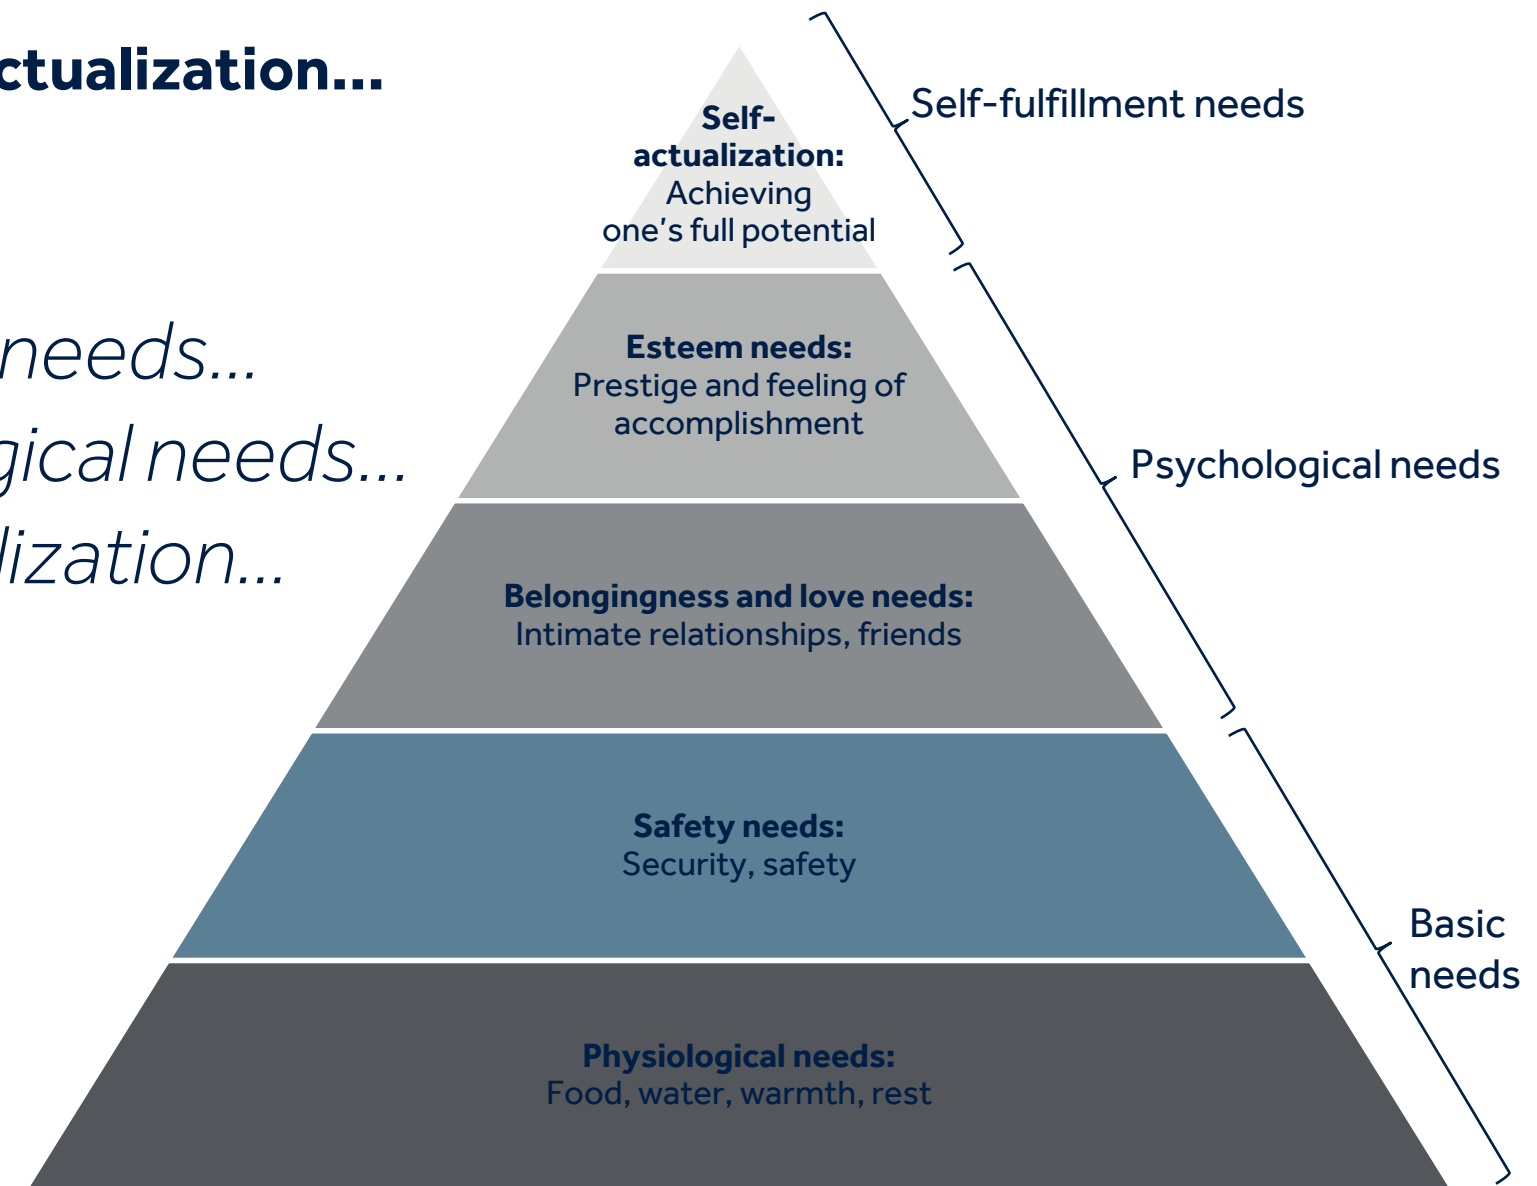 ctualization...
needs...
gical needs...
lization...
Self-
actualization:
Achieving
one's full potential
Esteem needs:
Prestige and feeling of
accomplishment
Belongingness and love needs:
Intimate relationships, friends
Safety needs:
Security, safety
Physiological needs:
Food, water, warmth, rest
Self-fulfillment needs
Psychological needs
Basic
needs